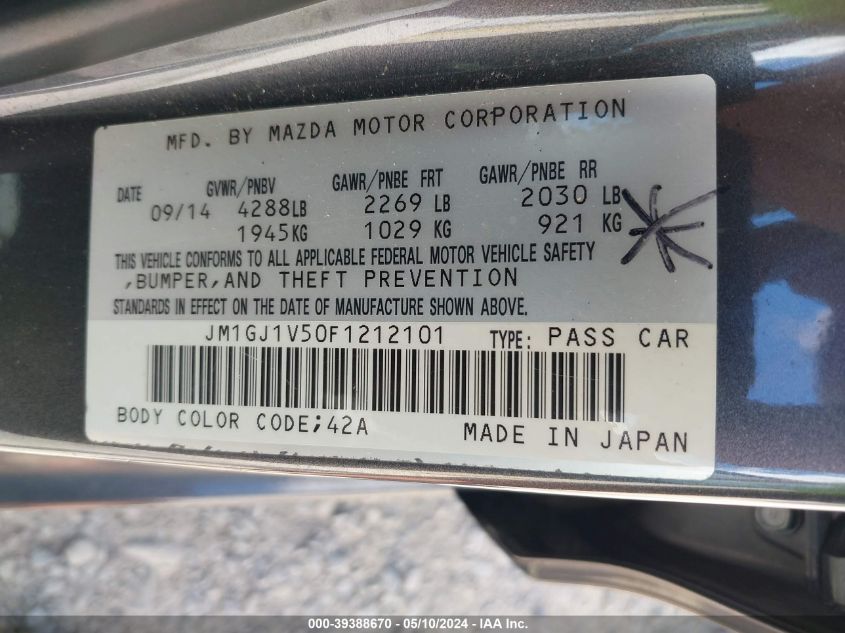 MFD. BY MAZDA MOTOR CORPORATION
DATE GVWR/PNBV GAWR/PNBE FRT GAWR/PNBE RR
09/14 4288LB 2269 LB 2030 LB
1945KG 1029 KG 921 KG
THIS VEHICLE CONFORMS TO ALL APPLICABLE FEDERAL MOTOR VEHICLE SAFETY
,BUMPER,AND THEFT PREVENTION
STANDARDS IN EFFECT ON THE DATE OF MANUFACTURE SHOWN ABOVE.
JM1GJ1V50F1212101 TYPE: PASS CAR
BODY COLOR CODE;42A MADE IN JAPAN
000-39388670 - 05/10/2024 - IAA Inc.